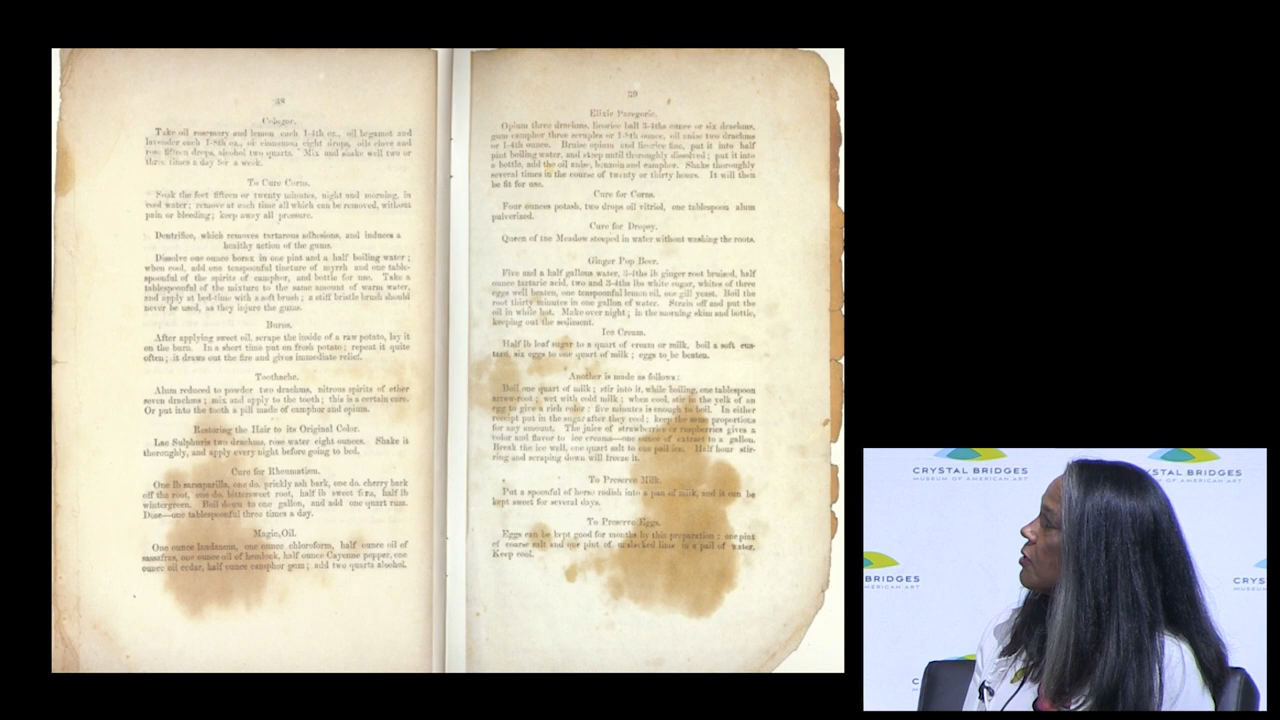 38
Cologne.
Take oil rosemary and lemon each 1-4th oz., oil bergamot and
lavender each 1-8th oz., oil cinnamon eight drops, oils clove and
rose fifteen drops, alcohol two quarts. Mix and shake well two or
three times a day for a week.
To Cure Corns.
Soak the feet fifteen or twenty minutes, night and morning, in
cool water; remove at each time all which can be removed, without
pain or bleeding; keep away all pressure.
Dentrifice, which removes tartarous adhesions, and induces a
healthy action of the gums.
Dissolve one ounce borax in one pint and a half boiling water;
when cool, add one teaspoonful tincture of myrrh and one table-
spoonful of the spirits of camphor, and bottle for use. Take a
tablespoonful of the mixture to the same amount of warm water,
and apply at bed-time with a soft brush; a stiff bristle brush should
never be used, as they injure the gums.
Burns.
After applying sweet oil, scrape the inside of a raw potato, lay it
on the burn. In a short time put on fresh potato; repeat it quite
often; it draws out the fire and gives immediate relief.
Toothache.
Alum reduced to powder two drachms, nitrous spirits of ether
seven drachms; mix and apply to the tooth; this is a certain cure.
Or put into the tooth a pill made of camphor and opium.
Restoring the Hair to its Original Color.
Lac Sulphuris two drachms, rose water eight ounces. Shake it
thoroughly, and apply every night before going to bed.
Cure for Rheumatism.
One lb sarsaparilla, one do. prickly ash bark, one do. cherry bark
off the root, one do. bittersweet root, half lb sweet fern, half lb
wintergreen. Boil down to one gallon, and add one quart rum.
Dose—one tablespoonful three times a day.
Magic Oil.
One ounce laudanum, one ounce chloroform, half ounce oil of
sassafras, one ounce oil of hemlock, half ounce Cayenne pepper, one
ounce oil cedar, half ounce camphor gum; add two quarts alcohol.
39
Elixir Paregoric.
Opium three drachms, licorice ball 3-4ths ounce or six drachms,
gum camphor three scruples or 1-8th ounce, oil anise two drachms
or 1-4th ounce. Bruise opium and licorice fine, put it into half
pint boiling water, and steep until thoroughly dissolved; put it into
a bottle, add the oil anise, benzoin and camphor. Shake thoroughly
several times in the course of twenty or thirty hours. It will then
be fit for use.
Cure for Corns.
Four ounces potash, two drops oil vitriol, one tablespoon alum
pulverized.
Cure for Dropsy.
Queen of the Meadow steeped in water without washing the roots.
Ginger Pop Beer.
Five and a half gallons water, 3-4ths lb ginger root bruised, half
ounce tartaric acid, two and 3-4ths lbs white sugar, whites of three
eggs well beaten, one teaspoonful lemon oil, one gill yeast. Boil the
root thirty minutes in one gallon of water. Strain off and put the
oil in while hot. Make over night; in the morning skim and bottle,
keeping out the sediment.
Ice Cream.
Half lb loaf sugar to a quart of cream or milk, boil a soft cus-
tard, six eggs to one quart of milk; eggs to be beaten.
Another is made as follows:
Boil one quart of milk; stir into it, while boiling, one tablespoon
arrow-root; wet with cold milk; when cool, stir in the yelk of an
egg to give a rich color; five minutes is enough to boil. In either
receipt put in the sugar after they cool; keep the same proportions
for any amount. The juice of strawberries or raspberries gives a
color and flavor to ice creams—one ounce of extract to a gallon.
Break the ice well, one quart salt to one pail ice. Half hour stir-
ring and scraping down will freeze it.
To Preserve Milk.
Put a spoonful of horse radish into a pan of milk, and it can be
kept sweet for several days.
To Preserve Eggs.
Eggs can be kept good for months by this preparation; one pint
of coarse salt and one pint of unslacked lime to a pail of water.
Keep cool.
CRYSTAL BRIDGES
MUSEUM OF AMERICAN ART
CRYSTAL BRIDGES
MUSEUM OF AMERICAN ART
BRIDGES
AMERICAN ART
CRYS
MUSEUM